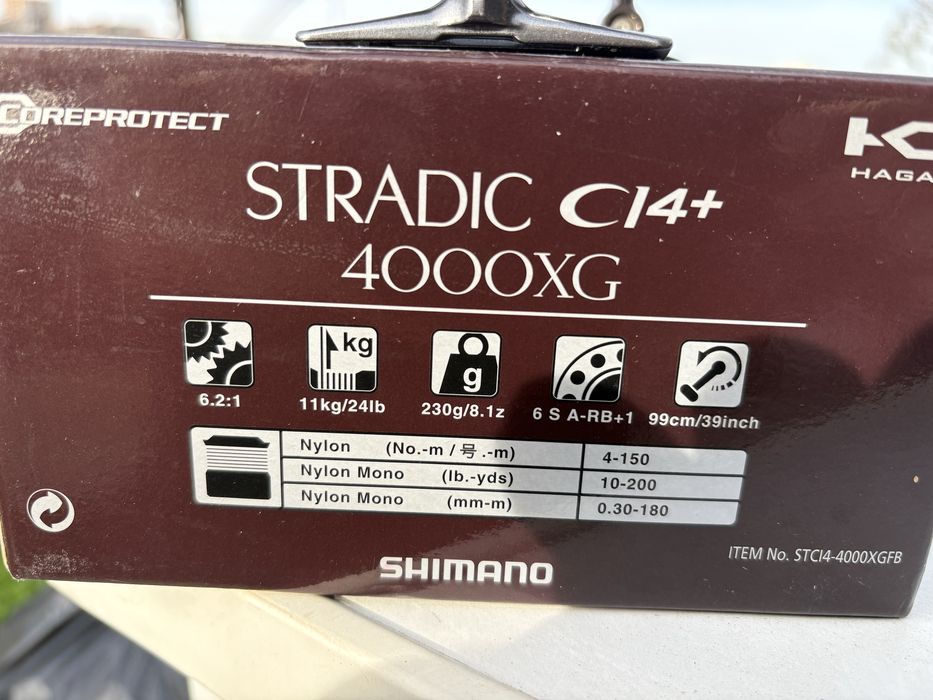 COREPROTECT
HAGA
STRADIC CI4+
4000XG
kg
g
6.2:1
11kg/24lb
230g/8.1z
6 S A-RB+1
99cm/39inch
Nylon (No.-m / 号.-m) 4-150
Nylon Mono (lb.-yds) 10-200
Nylon Mono (mm-m) 0.30-180
SHIMANO
ITEM No. STCI4-4000XGFB